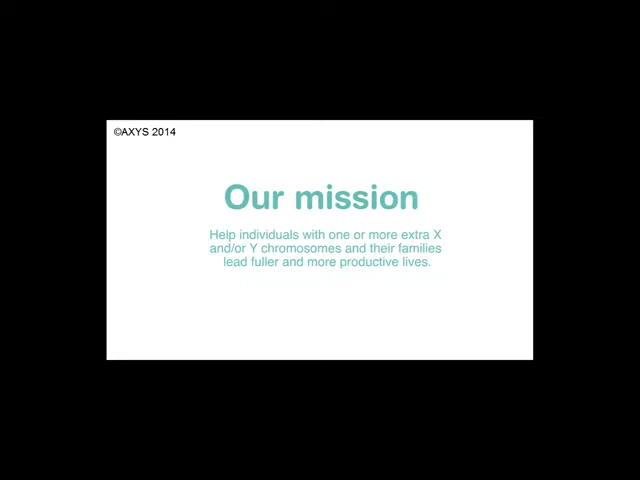 ©AXYS 2014
Our mission
Help individuals with one or more extra X
and/or Y chromosomes and their families
lead fuller and more productive lives.